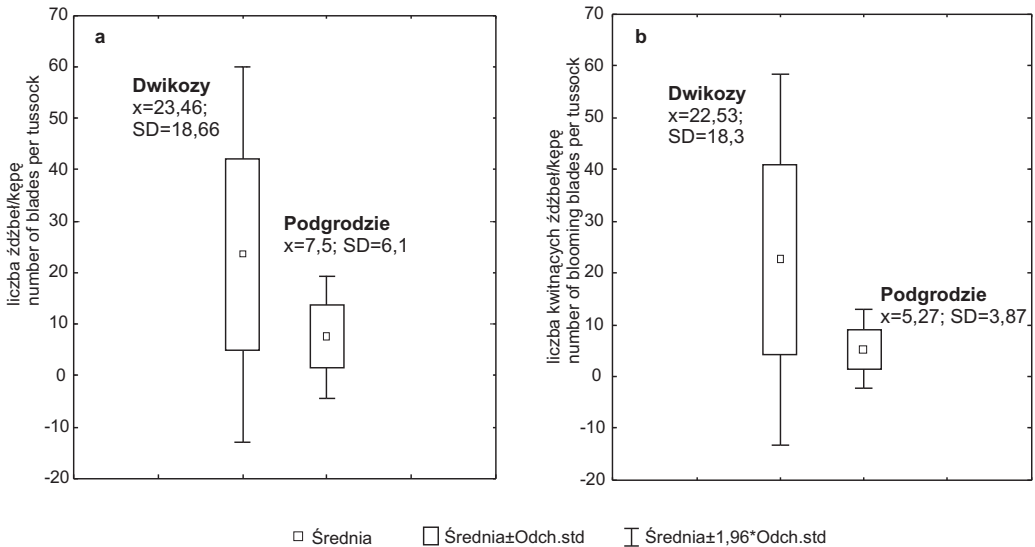 a
70
60
50
40
30
20
10
0
-10
-20
liczba źdźbeł/kępę
number of blades per tussock
Dwikozy
x=23,46;
SD=18,66
Podgrodzie
x=7,5; SD=6,1
b
70
60
50
40
30
20
10
0
-10
-20
liczba kwitnących źdźbeł/kępę
number of blooming blades per tussock
Dwikozy
x=22,53;
SD=18,3
Podgrodzie
x=5,27; SD=3,87
Średnia
Średnia±Odch.std
Średnia±1,96*Odch.std